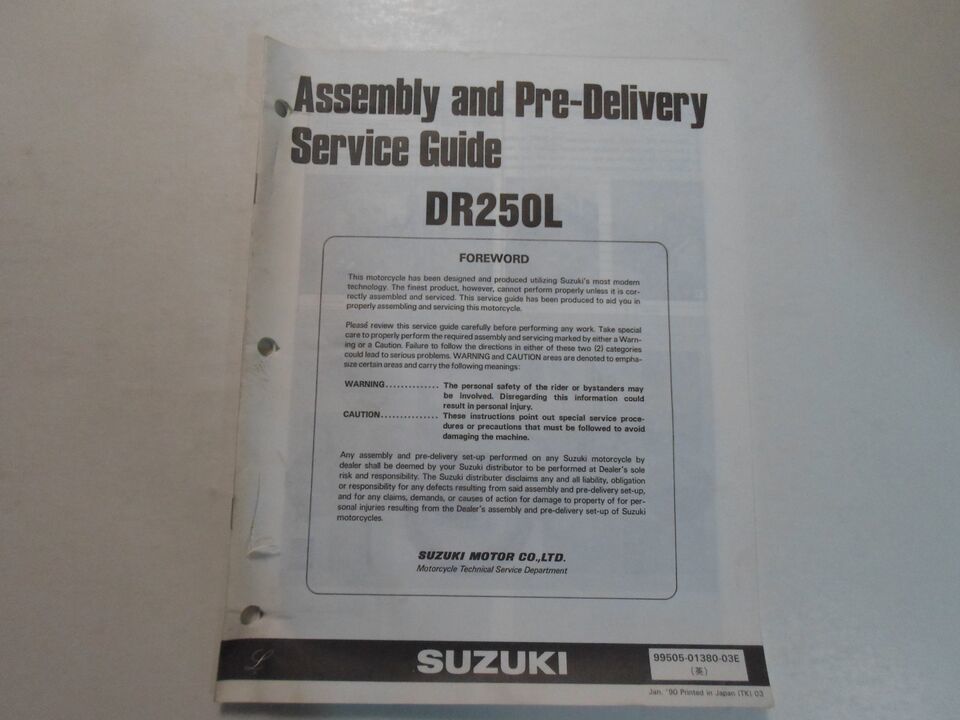 Assembly and Pre-Delivery
Service Guide
DR250L
FOREWORD
This motorcycle has been designed and produced utilizing Suzuki's most modern
technology. The finest product, however, cannot perform properly unless it is cor-
rectly assembled and serviced. This service guide has been produced to aid you in
properly assembling and servicing this motorcycle.
Please review this service guide carefully before performing any work. Take special
care to properly perform the required assembly and servicing marked by either a Warn-
ing or a Caution. Failure to follow the directions in either of these two (2) categories
could lead to serious problems. WARNING and CAUTION areas are denoted to empha-
size certain areas and carry the following meanings:
WARNING.............. The personal safety of the rider or bystanders may
be involved. Disregarding this information could
result in personal injury.
CAUTION............... These instructions point out special service proce-
dures or precautions that must be followed to avoid
damaging the machine.
Any assembly and pre-delivery set-up performed on any Suzuki motorcycle by
dealer shall be deemed by your Suzuki distributor to be performed at Dealer's sole
risk and responsibility. The Suzuki distributer disclaims any and all liability, obligation
or responsibility for any defects resulting from said assembly and pre-delivery set-up,
and for any claims, demands, or causes of action for damage to property of for per-
sonal injuries resulting from the Dealer's assembly and pre-delivery set-up of Suzuki
motorcycles.
SUZUKI MOTOR CO.,LTD.
Motorcycle Technical Service Department
L
SUZUKI
99505-01380-03E
(英)
Jan. '90 Printed in Japan (TK) 03